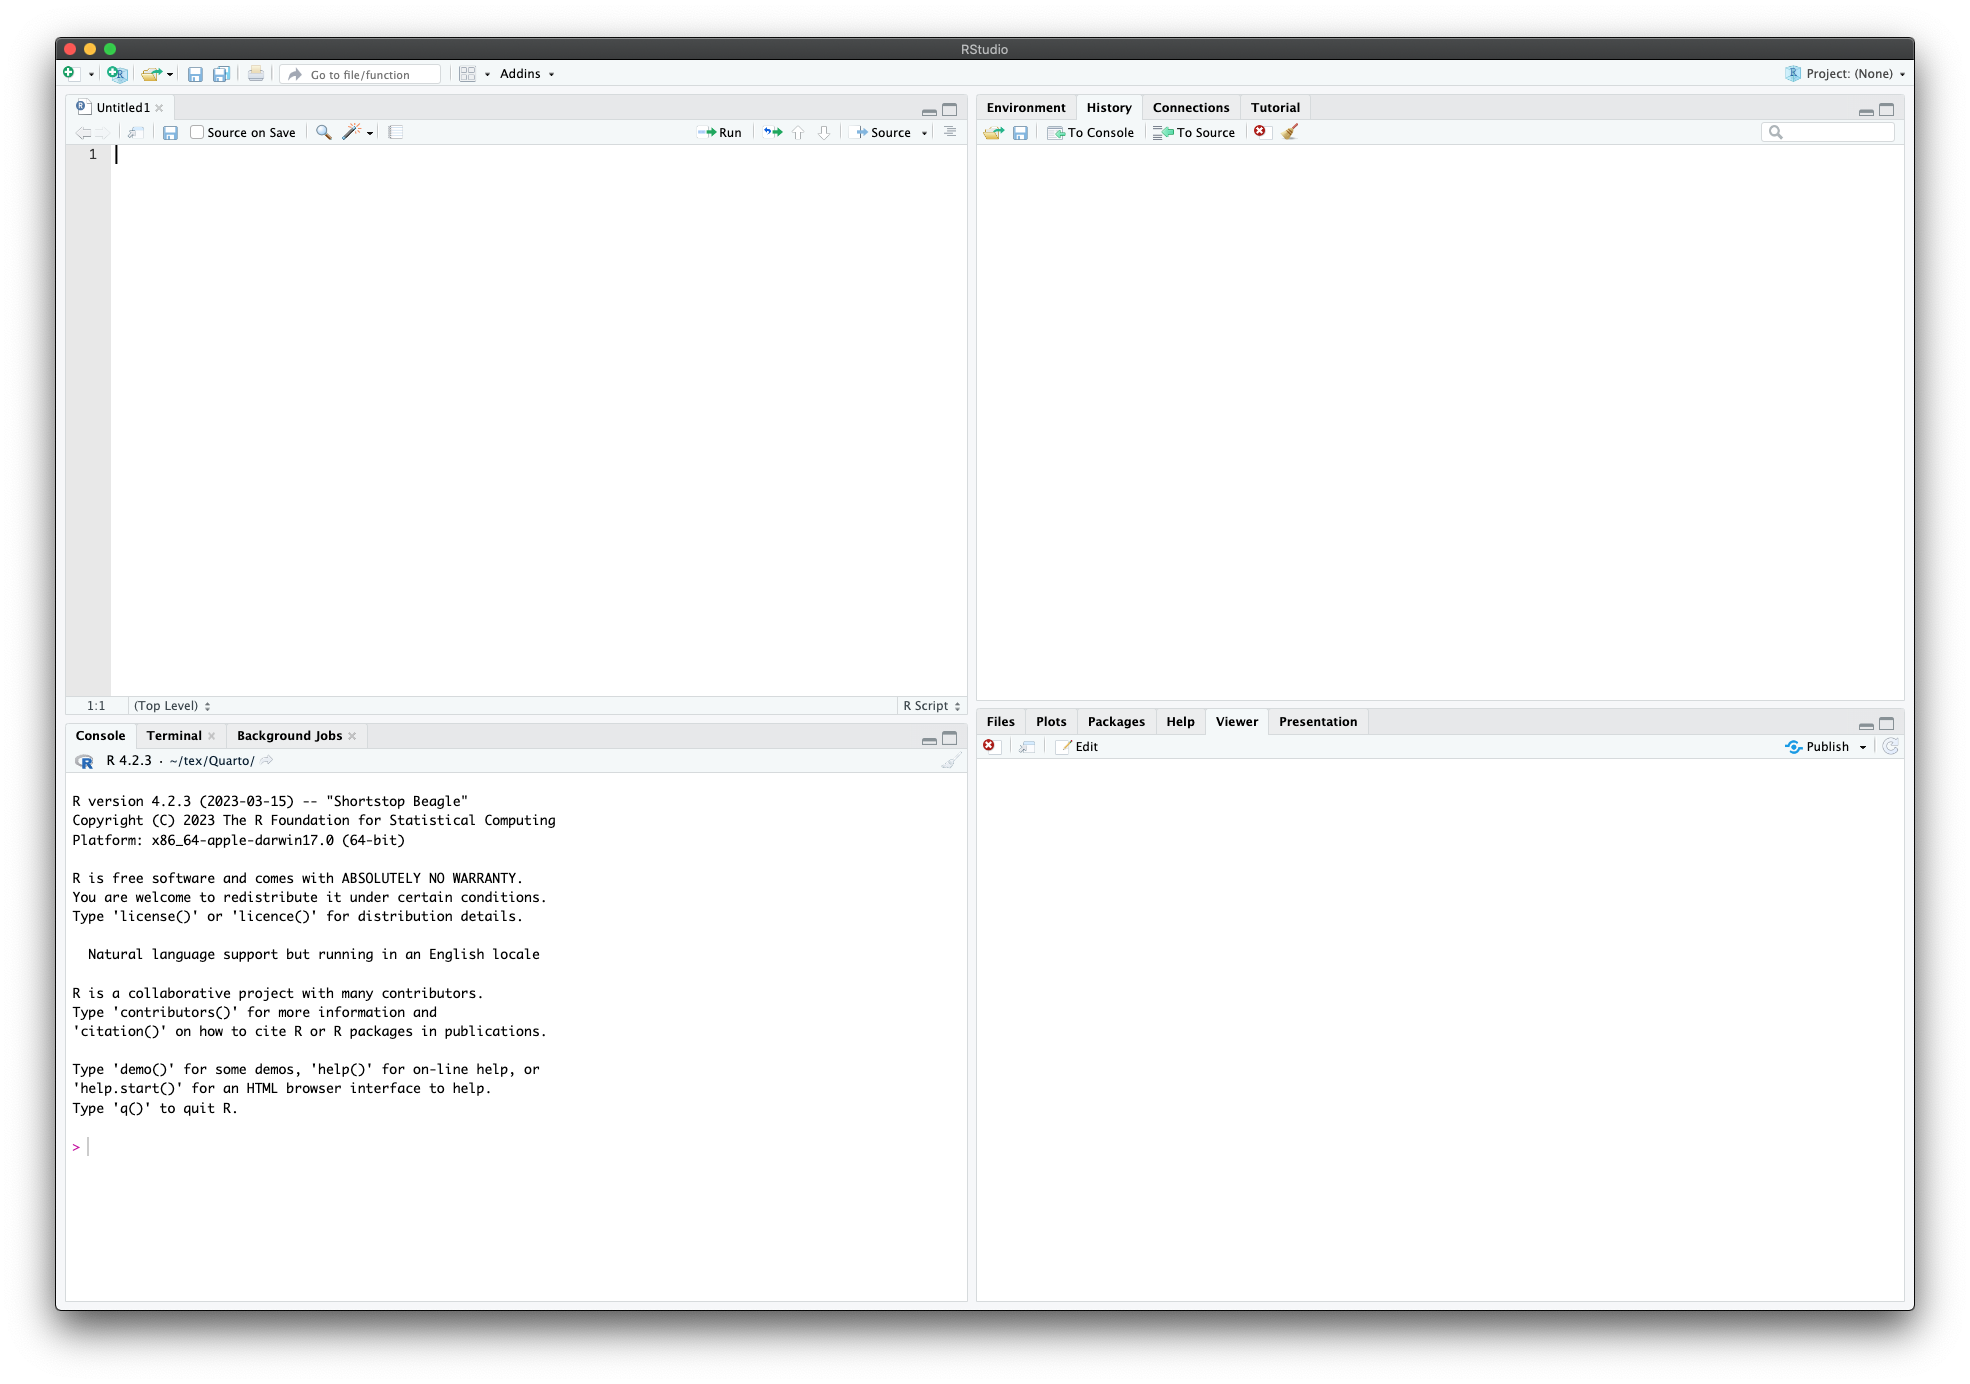 RStudio
Go to file/function
Addins
Project: (None)
Untitled1
Source on Save
Run
Source
1
1:1
(Top Level)
R Script
Console
Terminal
Background Jobs
R 4.2.3 · ~/tex/Quarto/
R version 4.2.3 (2023-03-15) -- "Shortstop Beagle"
Copyright (C) 2023 The R Foundation for Statistical Computing
Platform: x86_64-apple-darwin17.0 (64-bit)
R is free software and comes with ABSOLUTELY NO WARRANTY.
You are welcome to redistribute it under certain conditions.
Type 'license()' or 'licence()' for distribution details.
Natural language support but running in an English locale
R is a collaborative project with many contributors.
Type 'contributors()' for more information and
'citation()' on how to cite R or R packages in publications.
Type 'demo()' for some demos, 'help()' for on-line help, or
'help.start()' for an HTML browser interface to help.
Type 'q()' to quit R.
>
Environment
History
Connections
Tutorial
To Console
To Source
Files
Plots
Packages
Help
Viewer
Presentation
Edit
Publish